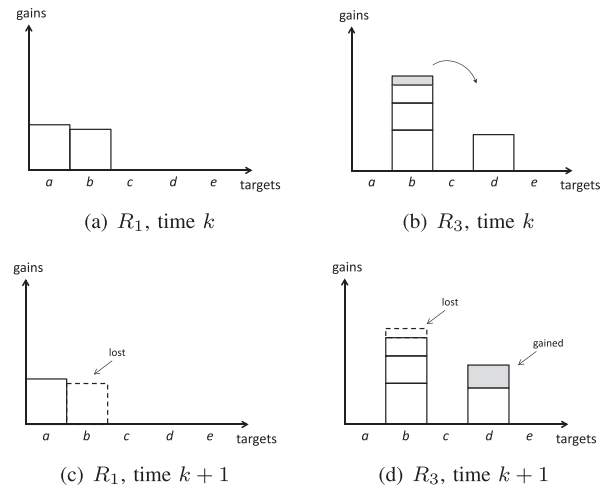 gains
a b c d e targets
(a) R₁, time k
gains
a b c d e targets
(b) R₃, time k
gains
lost
a b c d e targets
(c) R₁, time k + 1
gains
lost
gained
a b c d e targets
(d) R₃, time k + 1